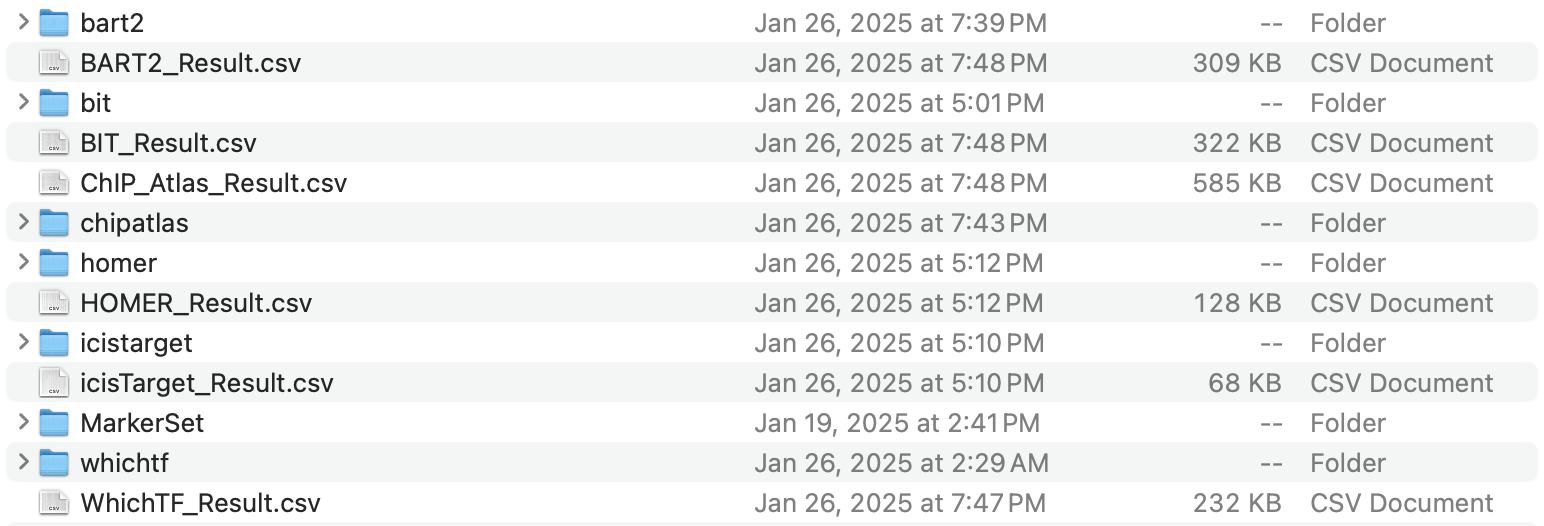 bart2 Jan 26, 2025 at 7:39 PM -- Folder
BART2_Result.csv Jan 26, 2025 at 7:48 PM 309 KB CSV Document
bit Jan 26, 2025 at 5:01 PM -- Folder
BIT_Result.csv Jan 26, 2025 at 7:48 PM 322 KB CSV Document
ChIP_Atlas_Result.csv Jan 26, 2025 at 7:48 PM 585 KB CSV Document
chipatlas Jan 26, 2025 at 7:43 PM -- Folder
homer Jan 26, 2025 at 5:12 PM -- Folder
HOMER_Result.csv Jan 26, 2025 at 5:12 PM 128 KB CSV Document
icistarget Jan 26, 2025 at 5:10 PM -- Folder
icisTarget_Result.csv Jan 26, 2025 at 5:10 PM 68 KB CSV Document
MarkerSet Jan 19, 2025 at 2:41 PM -- Folder
whichtf Jan 26, 2025 at 2:29 AM -- Folder
WhichTF_Result.csv Jan 26, 2025 at 7:47 PM 232 KB CSV Document